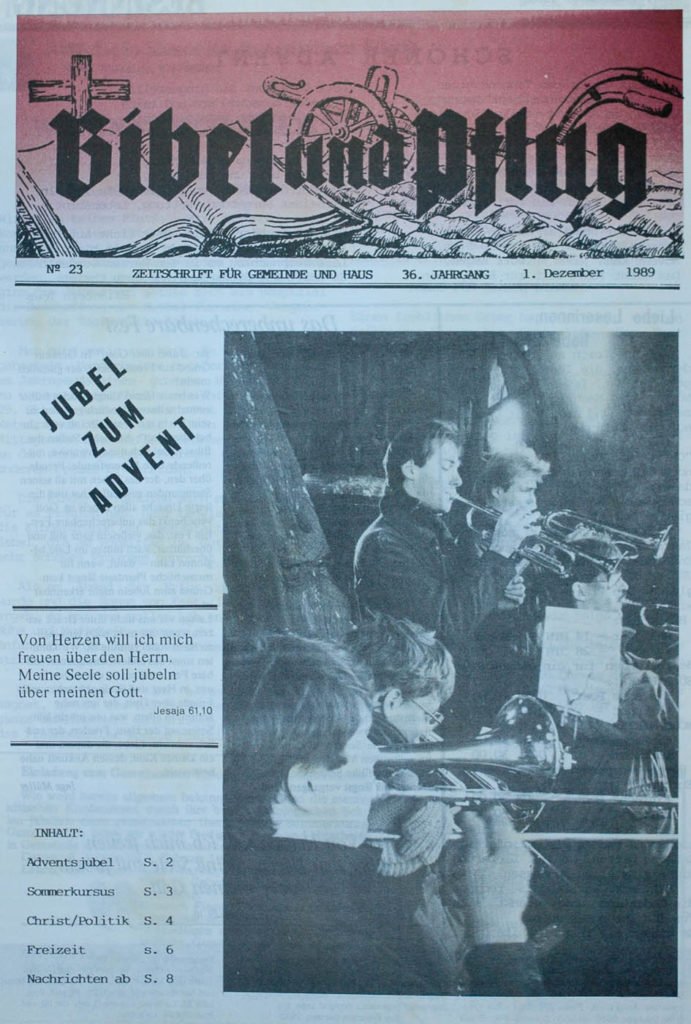 Bibel und Pflug
Nº 23 ZEITSCHRIFT FÜR GEMEINDE UND HAUS 36. JAHRGANG 1. Dezember 1989
JUBEL
ZUM
ADVENT
Von Herzen will ich mich
freuen über den Herrn.
Meine Seele soll jubeln
über meinen Gott.
Jesaja 61,10
INHALT:
Adventsjubel S. 2
Sommerkursus S. 3
Christ/Politik S. 4
Freizeit s. 6
Nachrichten ab S. 8